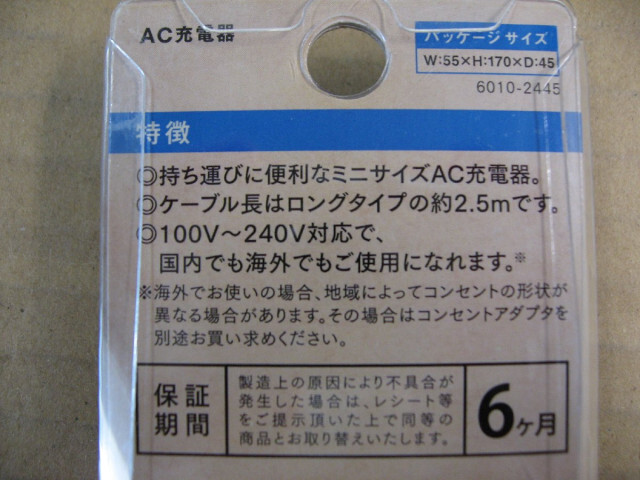 AC充電器
パッケージサイズ
W:55×H:170×D:45
6010-2445
特徴
◎持ち運びに便利なミニサイズAC充電器。
◎ケーブル長はロングタイプの約2.5mです。
◎100V～240V対応で、
国内でも海外でもご使用になれます。※
※海外でお使いの場合、地域によってコンセントの形状が
異なる場合があります。その場合はコンセントアダプタを
別途お買い求めください。
保証
期間
製造上の原因により不具合が
発生した場合は、レシート等
をご提示頂いた上で同等の
商品とお取り替えいたします。
6ヶ月